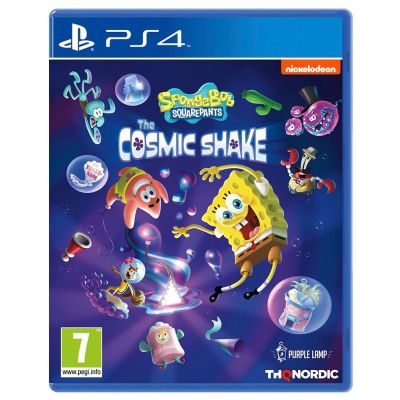 PS4
nickelodeon
SpongeBob
SQUAREPANTS
The
COSMIC SHAKE
7
www.pegi.info
PURPLE LAMP
THQNORDIC